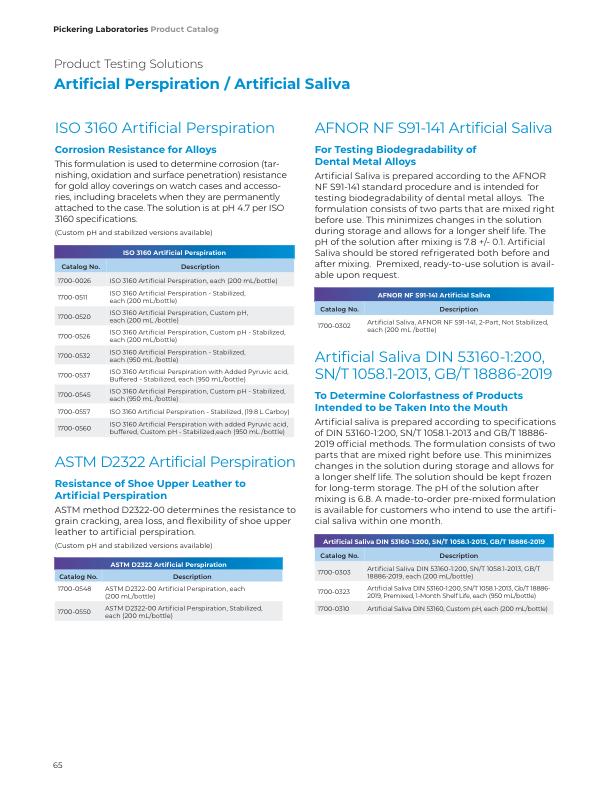 Pickering Laboratories Product Catalog
Product Testing Solutions
Artificial Perspiration / Artificial Saliva
ISO 3160 Artificial Perspiration
Corrosion Resistance for Alloys
This formulation is used to determine corrosion (tar-
nishing, oxidation and surface penetration) resistance
for gold alloy coverings on watch cases and accesso-
ries, including bracelets when they are permanently
attached to the case. The solution is at pH 4.7 per ISO
3160 specifications.
(Custom pH and stabilized versions available)
ISO 3160 Artificial Perspiration
Catalog No. Description
1700-0026 ISO 3160 Artificial Perspiration, each (200 mL/bottle)
1700-0511 ISO 3160 Artificial Perspiration - Stabilized,
each (200 mL/bottle)
1700-0520 ISO 3160 Artificial Perspiration, Custom pH,
each (200 mL/bottle)
1700-0526 ISO 3160 Artificial Perspiration, Custom pH - Stabilized,
each (200 mL/bottle)
1700-0532 ISO 3160 Artificial Perspiration - Stabilized,
each (950 mL/bottle)
1700-0537 ISO 3160 Artificial Perspiration with Added Pyruvic acid,
Buffered - Stabilized, each (950 mL/bottle)
1700-0545 ISO 3160 Artificial Perspiration, Custom pH - Stabilized,
each (950 mL/bottle)
1700-0557 ISO 3160 Artificial Perspiration - Stabilized, (19.8 L Carboy)
1700-0560 ISO 3160 Artificial Perspiration with added Pyruvic acid,
buffered, Custom pH - Stabilized,each (950 mL/bottle)
ASTM D2322 Artificial Perspiration
Resistance of Shoe Upper Leather to
Artificial Perspiration
ASTM method D2322-00 determines the resistance to
grain cracking, area loss, and flexibility of shoe upper
leather to artificial perspiration.
(Custom pH and stabilized versions available)
ASTM D2322 Artificial Perspiration
Catalog No. Description
1700-0548 ASTM D2322-00 Artificial Perspiration, each
(200 mL/bottle)
1700-0550 ASTM D2322-00 Artificial Perspiration, Stabilized,
each (200 mL/bottle)
AFNOR NF S91-141 Artificial Saliva
For Testing Biodegradability of
Dental Metal Alloys
Artificial Saliva is prepared according to the AFNOR
NF S91-141 standard procedure and is intended for
testing biodegradability of dental metal alloys. The
formulation consists of two parts that are mixed right
before use. This minimizes changes in the solution
during storage and allows for a longer shelf life. The
pH of the solution after mixing is 7.8 +/- 0.1. Artificial
Saliva should be stored refrigerated both before and
after mixing. Premixed, ready-to-use solution is avail-
able upon request.
AFNOR NF S91-141 Artificial Saliva
Catalog No. Description
1700-0302 Artificial Saliva, AFNOR NF S91-141, 2-Part, Not Stabilized,
each (200 mL/bottle)
Artificial Saliva DIN 53160-1:200,
SN/T 1058.1-2013, GB/T 18886-2019
To Determine Colorfastness of Products
Intended to be Taken Into the Mouth
Artificial saliva is prepared according to specifications
of DIN 53160-1:200, SN/T 1058.1-2013 and GB/T 18886-
2019 official methods. The formulation consists of two
parts that are mixed right before use. This minimizes
changes in the solution during storage and allows for
a longer shelf life. The solution should be kept frozen
for long-term storage. The pH of the solution after
mixing is 6.8. A made-to-order pre-mixed formulation
is available for customers who intend to use the artifi-
cial saliva within one month.
Artificial Saliva DIN 53160-1:200, SN/T 1058.1-2013, GB/T 18886-2019
Catalog No. Description
1700-0303 Artificial Saliva DIN 53160-1:200, SN/T 1058.1-2013, GB/T
18886-2019, each (200 mL/bottle)
1700-0323 Artificial Saliva DIN 53160-1:200, SN/T 1058.1-2013, Gb/T 18886-
2019, Premixed, 1-Month Shelf Life, each (950 mL/bottle)
1700-0310 Artificial Saliva DIN 53160, Custom pH, each (200 mL/bottle)
65